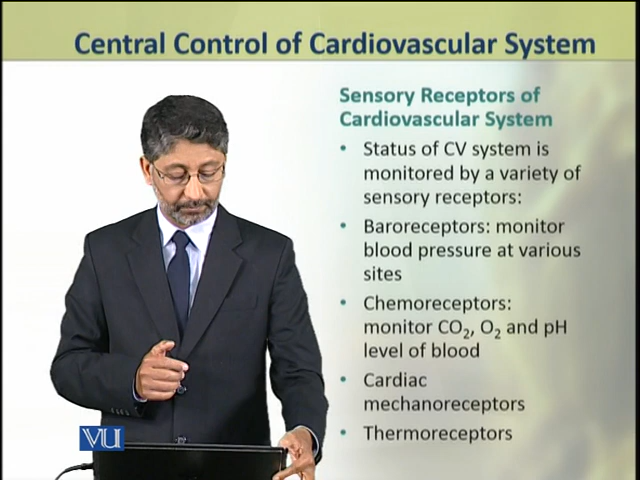 Central Control of Cardiovascular System
Sensory Receptors of
Cardiovascular System
• Status of CV system is
monitored by a variety of
sensory receptors:
• Baroreceptors: monitor
blood pressure at various
sites
• Chemoreceptors:
monitor CO₂, O₂ and pH
level of blood
• Cardiac
mechanoreceptors
• Thermoreceptors
VU